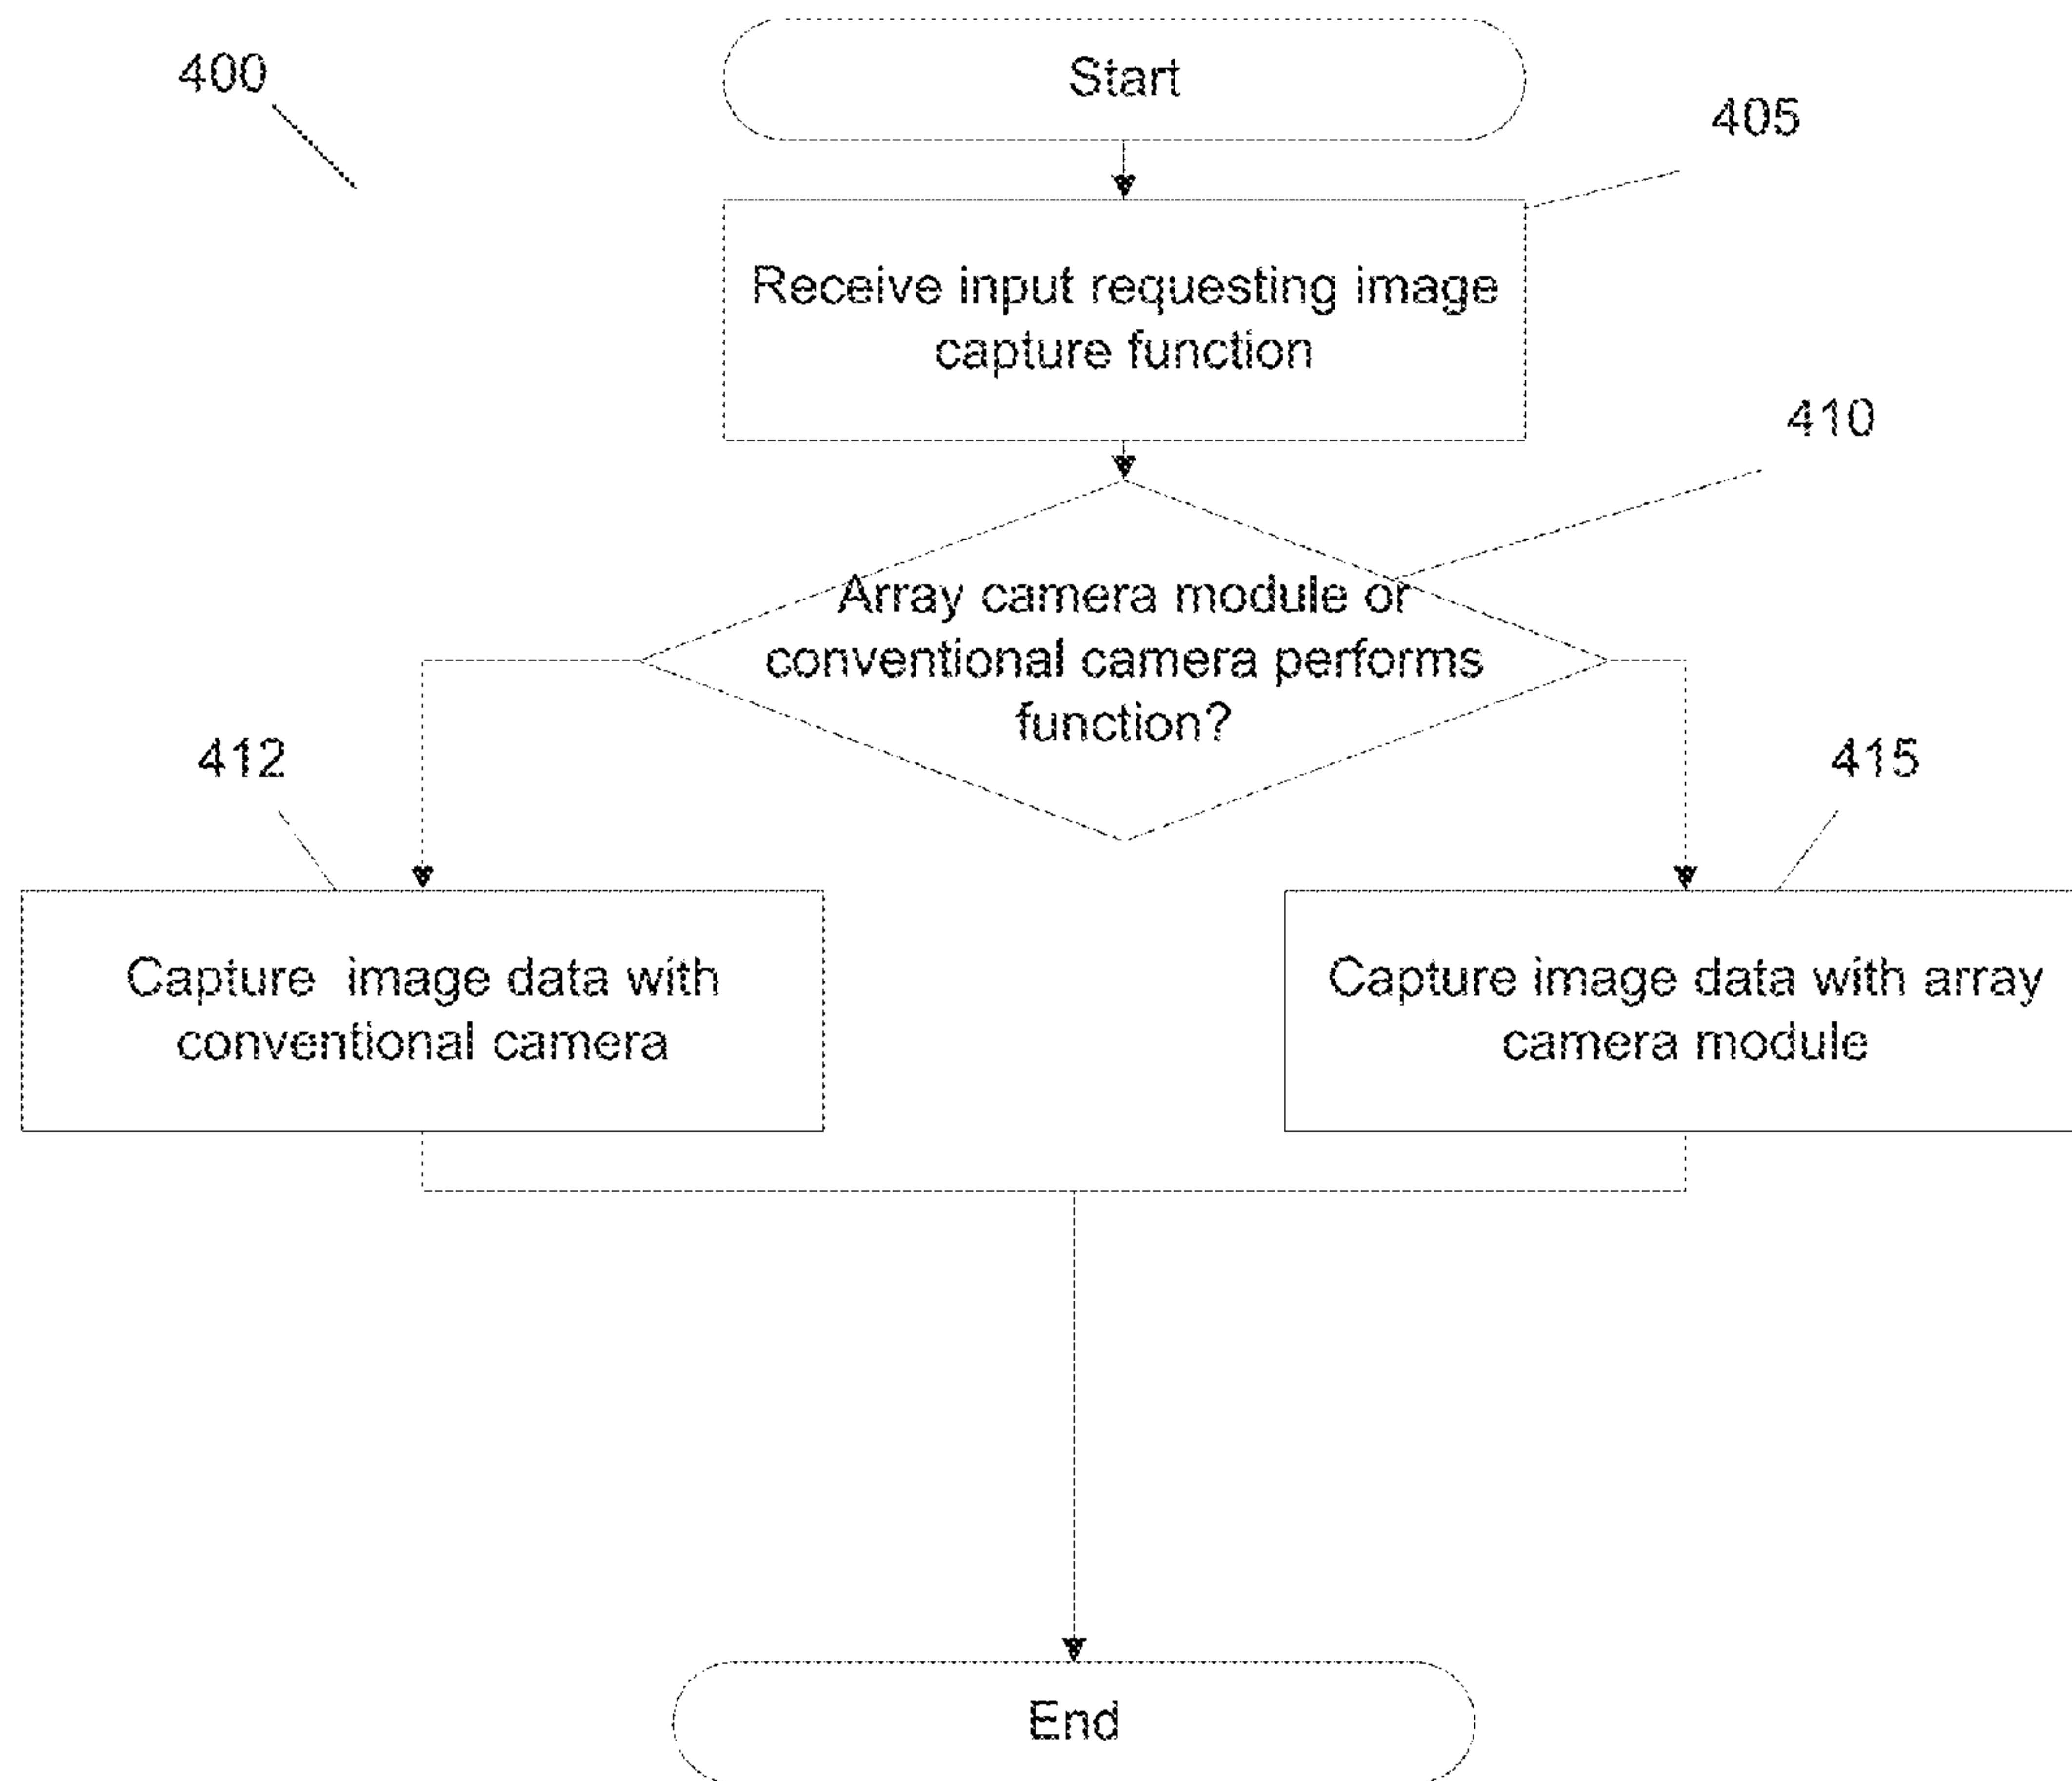 400
Start
405
Receive input requesting image
capture function
410
Array camera module or
conventional camera performs
function?
412
415
Capture image data with
conventional camera
Capture image data with array
camera module
End